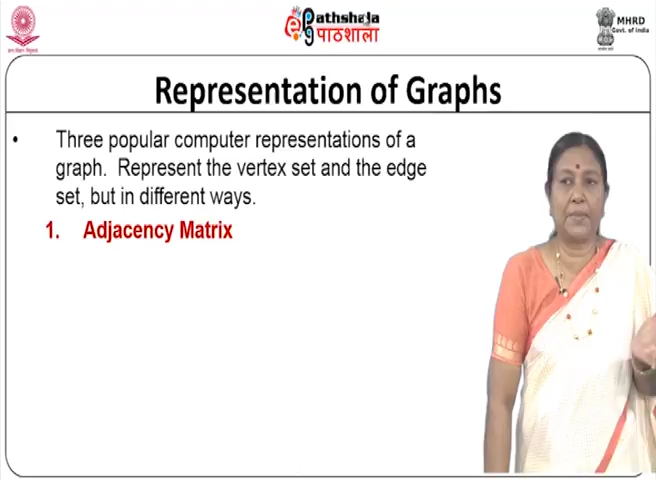 Pathshala
पाठशाला
MHRD
Govt. of India
Representation of Graphs
• Three popular computer representations of a
graph. Represent the vertex set and the edge
set, but in different ways.
1. Adjacency Matrix